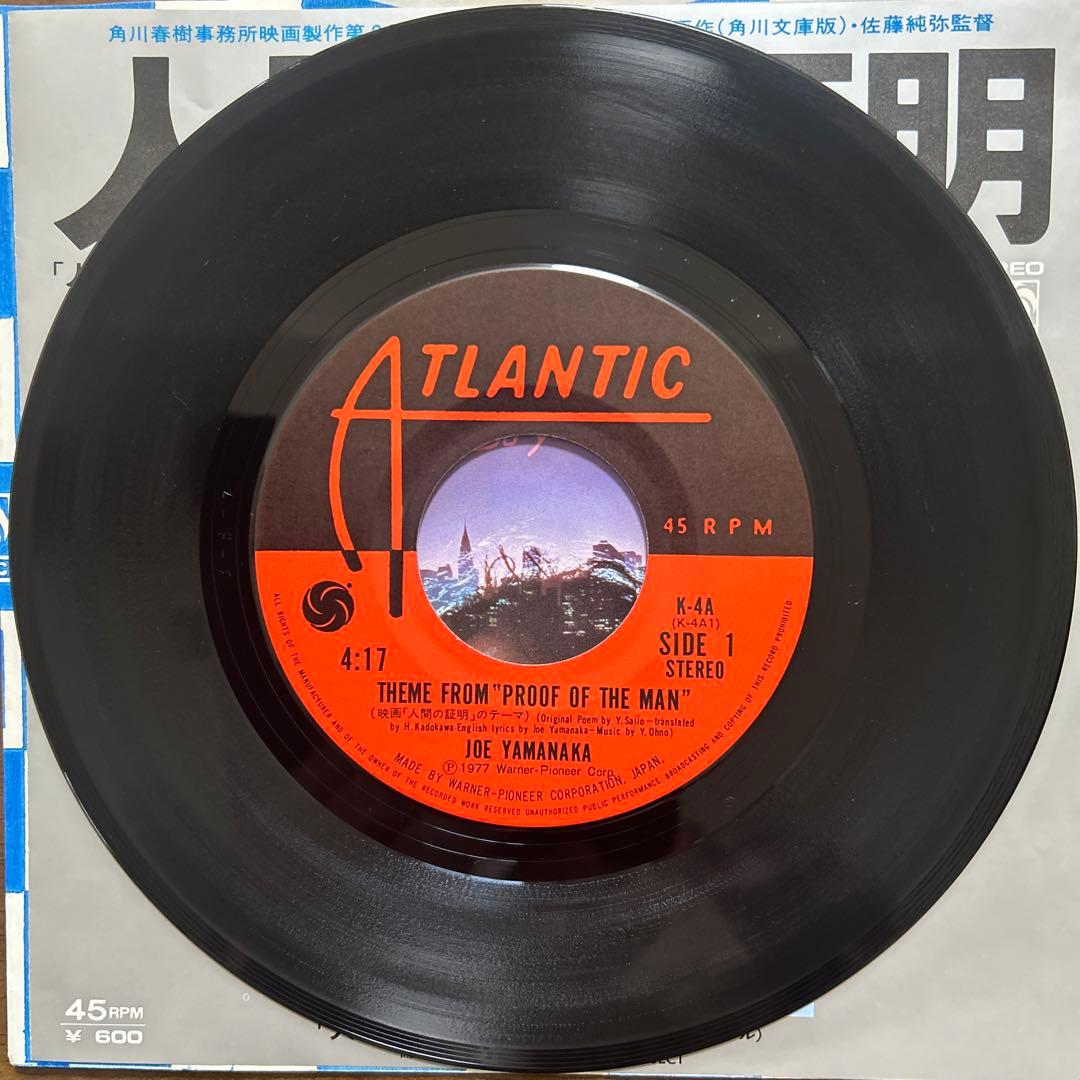 角川春樹事務所映画製作第
作(角川文庫版)・佐藤純弥監督
人
証明
ATLANTIC
45 RPM
K-4A
(K-4A1)
SIDE 1
STEREO
4:17
THEME FROM "PROOF OF THE MAN"
(映画「人間の証明」のテーマ) (Original Poem by Y. Saijo—translated
by H. Kadokawa-English lyrics by Joe Yamanaka—Music by Y. Ohno)
JOE YAMANAKA
Ⓟ 1977 Warner-Pioneer Corp.
MADE BY WARNER-PIONEER CORPORATION, JAPAN.
ALL RIGHTS OF THE MANUFACTURER AND OF THE OWNER OF THE RECORDED WORK RESERVED UNAUTHORIZED PUBLIC PERFORMANCE, BROADCASTING AND COPYING OF THIS RECORD PROHIBITED.
45 RPM
¥ 600